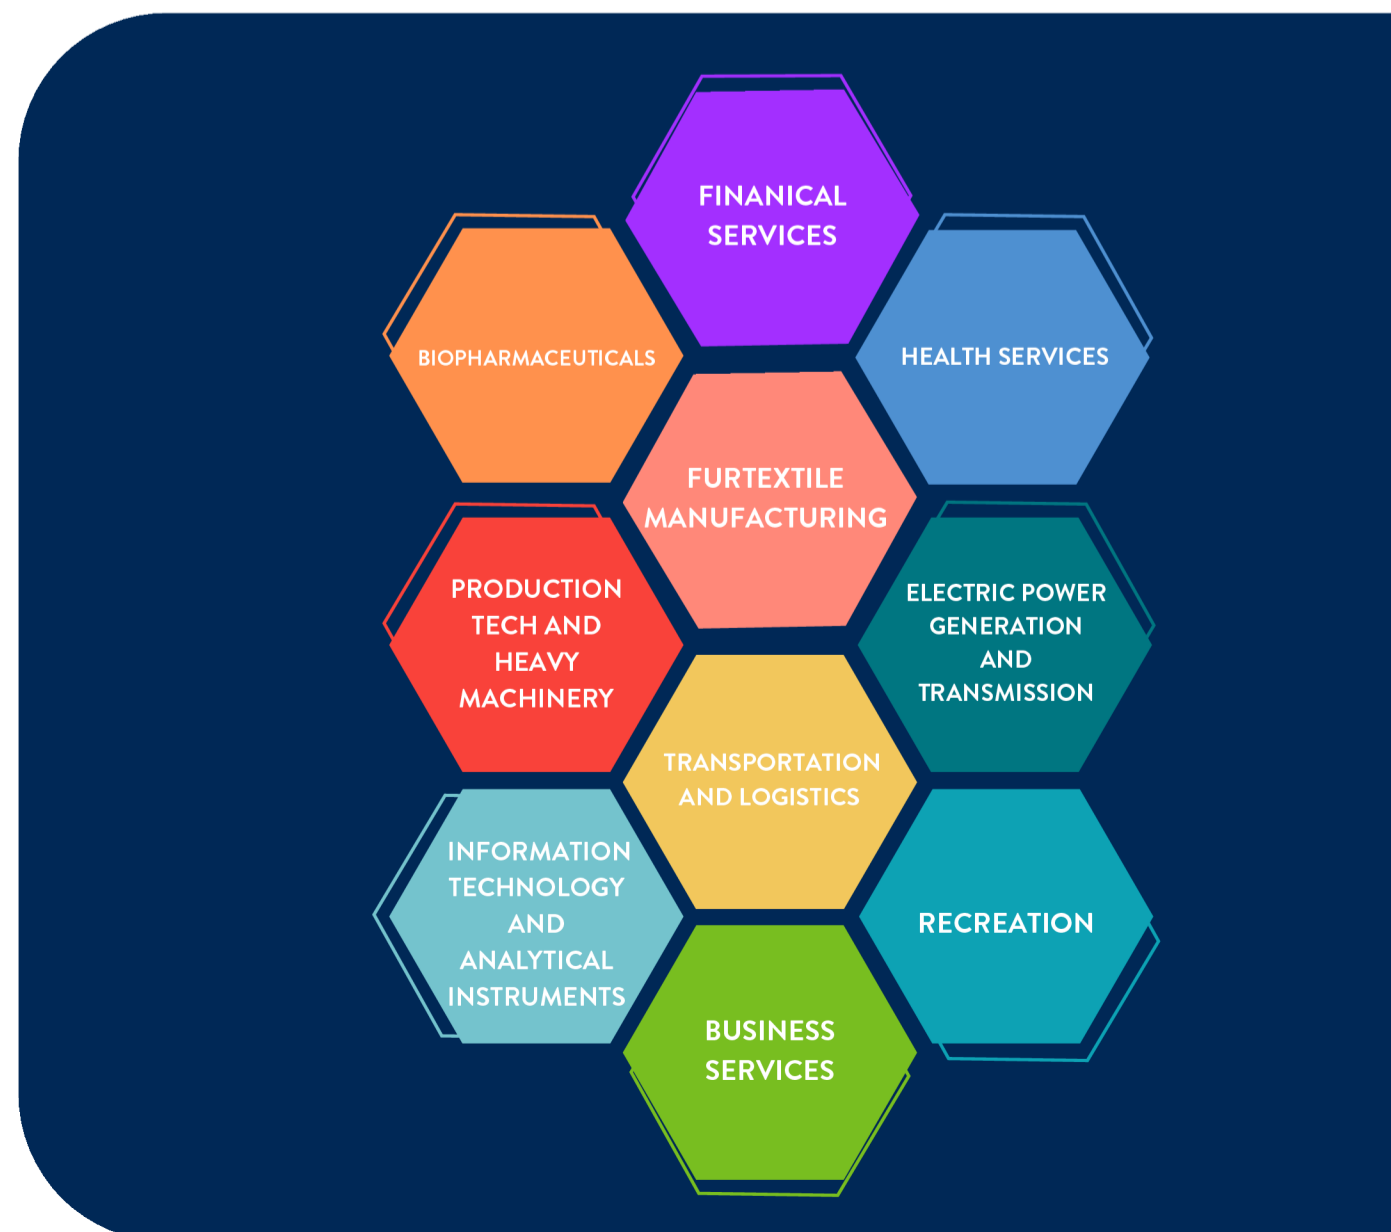 FINANICAL
SERVICES
BIOPHARMACEUTICALS
HEALTH SERVICES
FURTEXTILE
MANUFACTURING
PRODUCTION
TECH AND
HEAVY
MACHINERY
ELECTRIC POWER
GENERATION
AND
TRANSMISSION
TRANSPORTATION
AND LOGISTICS
INFORMATION
TECHNOLOGY
AND
ANALYTICAL
INSTRUMENTS
RECREATION
BUSINESS
SERVICES